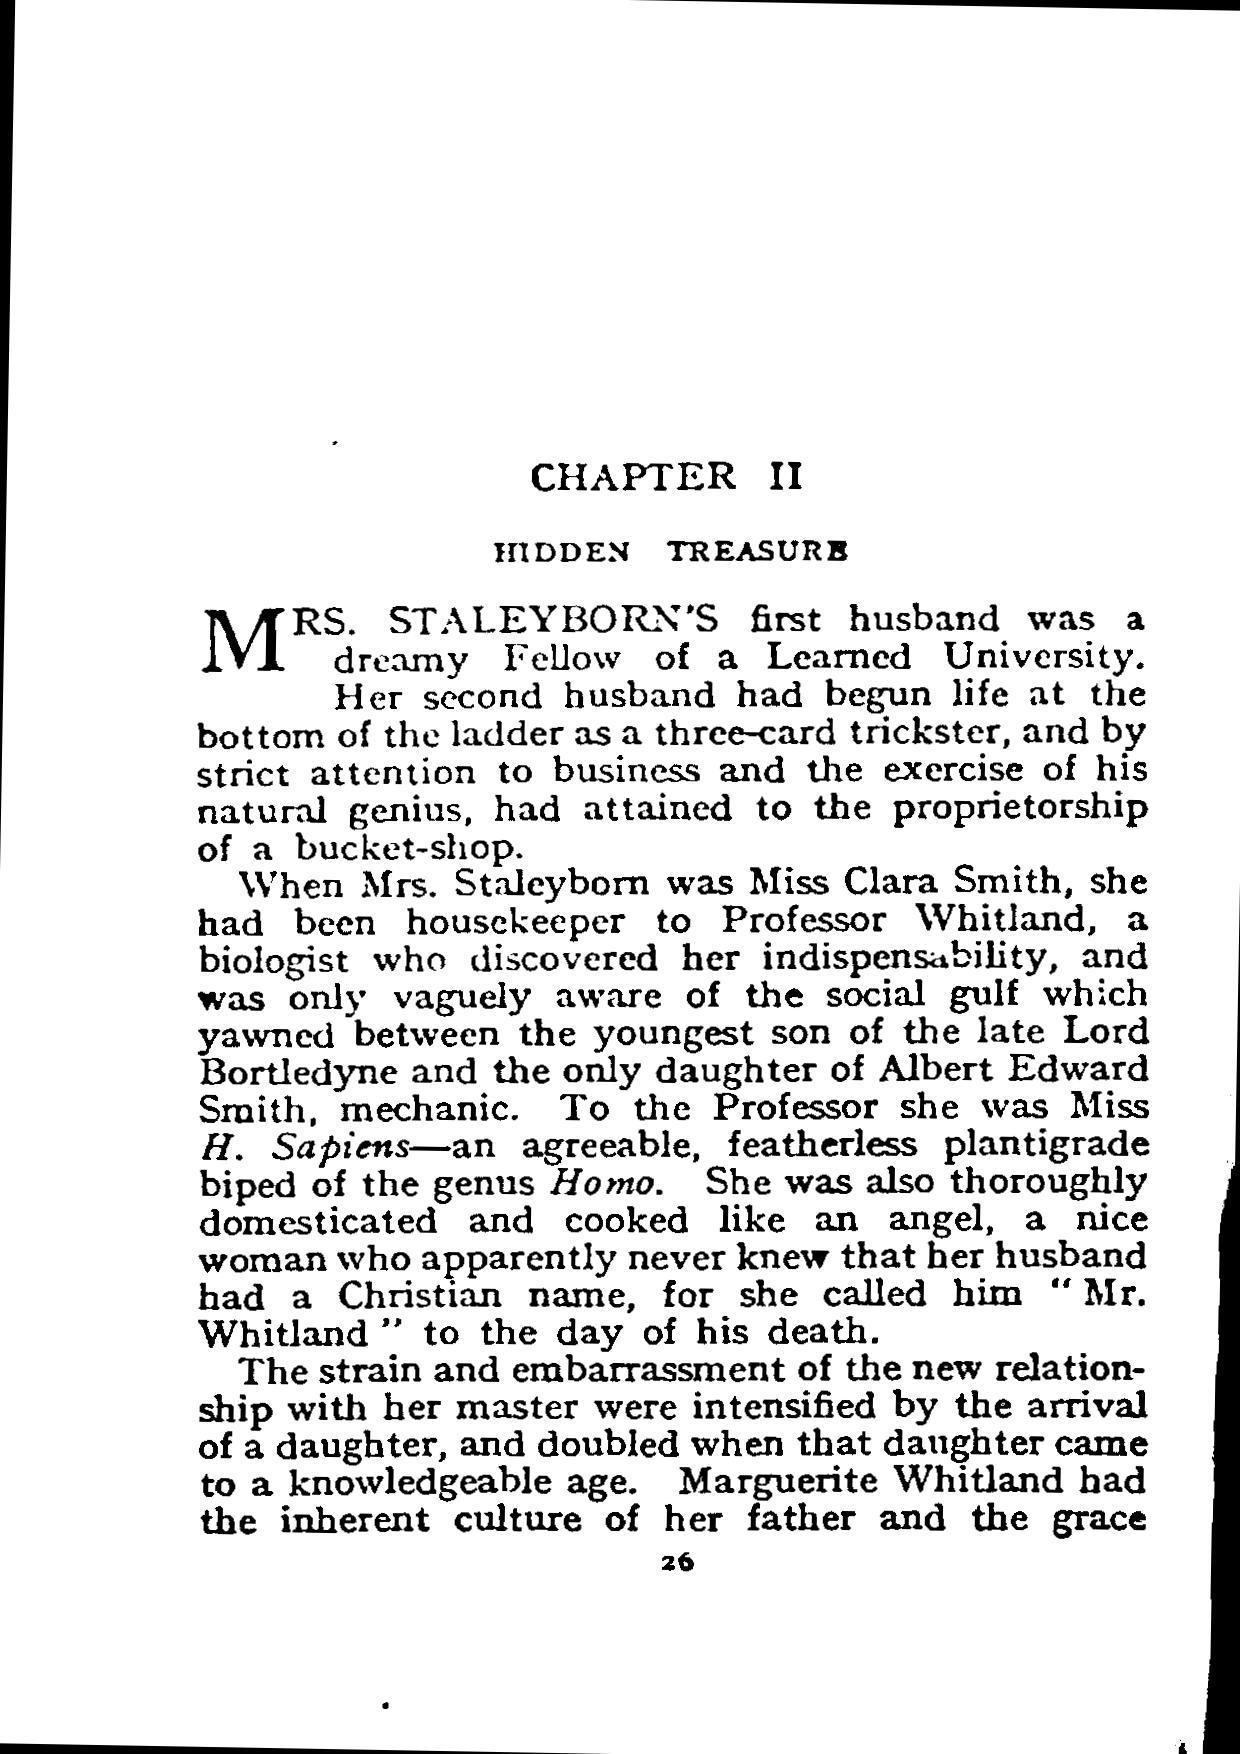 CHAPTER II
HIDDEN TREASURE
MRS. STALEYBORN'S first husband was a
dreamy Fellow of a Learned University.
Her second husband had begun life at the
bottom of the ladder as a three-card trickster, and by
strict attention to business and the exercise of his
natural genius, had attained to the proprietorship
of a bucket-shop.
When Mrs. Staleyborn was Miss Clara Smith, she
had been housekeeper to Professor Whitland, a
biologist who discovered her indispensability, and
was only vaguely aware of the social gulf which
yawned between the youngest son of the late Lord
Bortledyne and the only daughter of Albert Edward
Smith, mechanic. To the Professor she was Miss
H. Sapiens—an agreeable, featherless plantigrade
biped of the genus Homo. She was also thoroughly
domesticated and cooked like an angel, a nice
woman who apparently never knew that her husband
had a Christian name, for she called him " Mr.
Whitland " to the day of his death.
The strain and embarrassment of the new relation-
ship with her master were intensified by the arrival
of a daughter, and doubled when that daughter came
to a knowledgeable age. Marguerite Whitland had
the inherent culture of her father and the grace
26